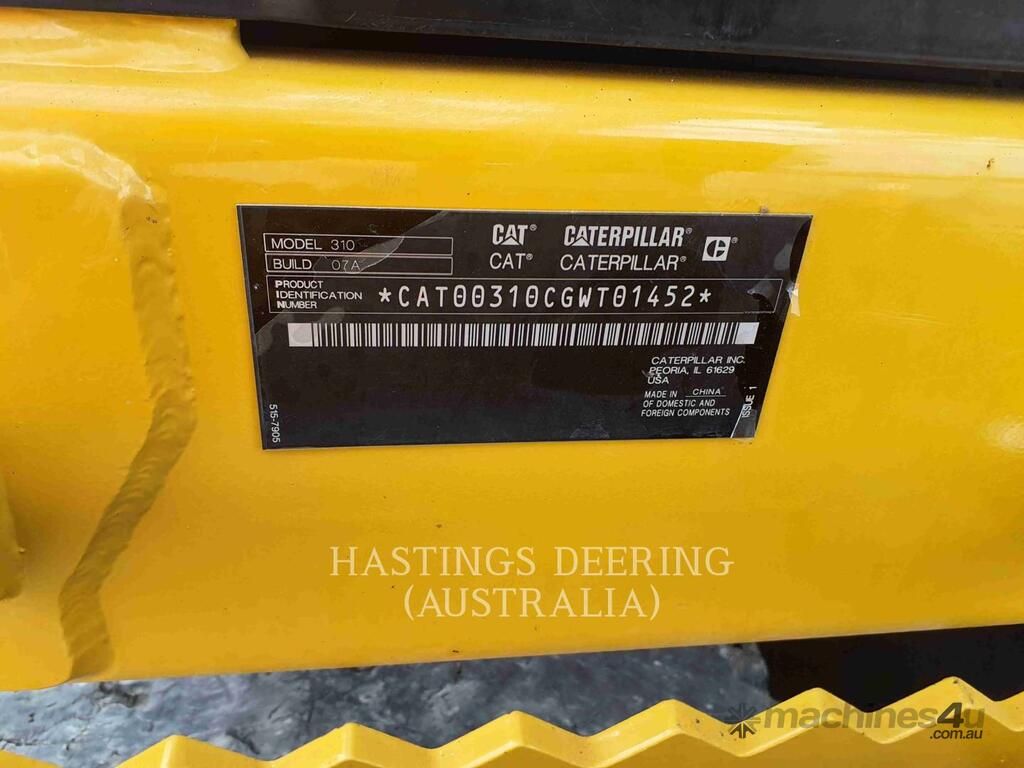 MODEL 310
BUILD 07A
CAT® CATERPILLAR® C®
CAT® CATERPILLAR®
PRODUCT
IDENTIFICATION
NUMBER
*CAT00310CGWT01452*
CATERPILLAR INC.
PEORIA, IL 61629
USA
MADE IN CHINA
OF DOMESTIC AND
FOREIGN COMPONENTS
ISSUE 1
515-7905
HASTINGS DEERING
(AUSTRALIA)
machines4u
.com.au